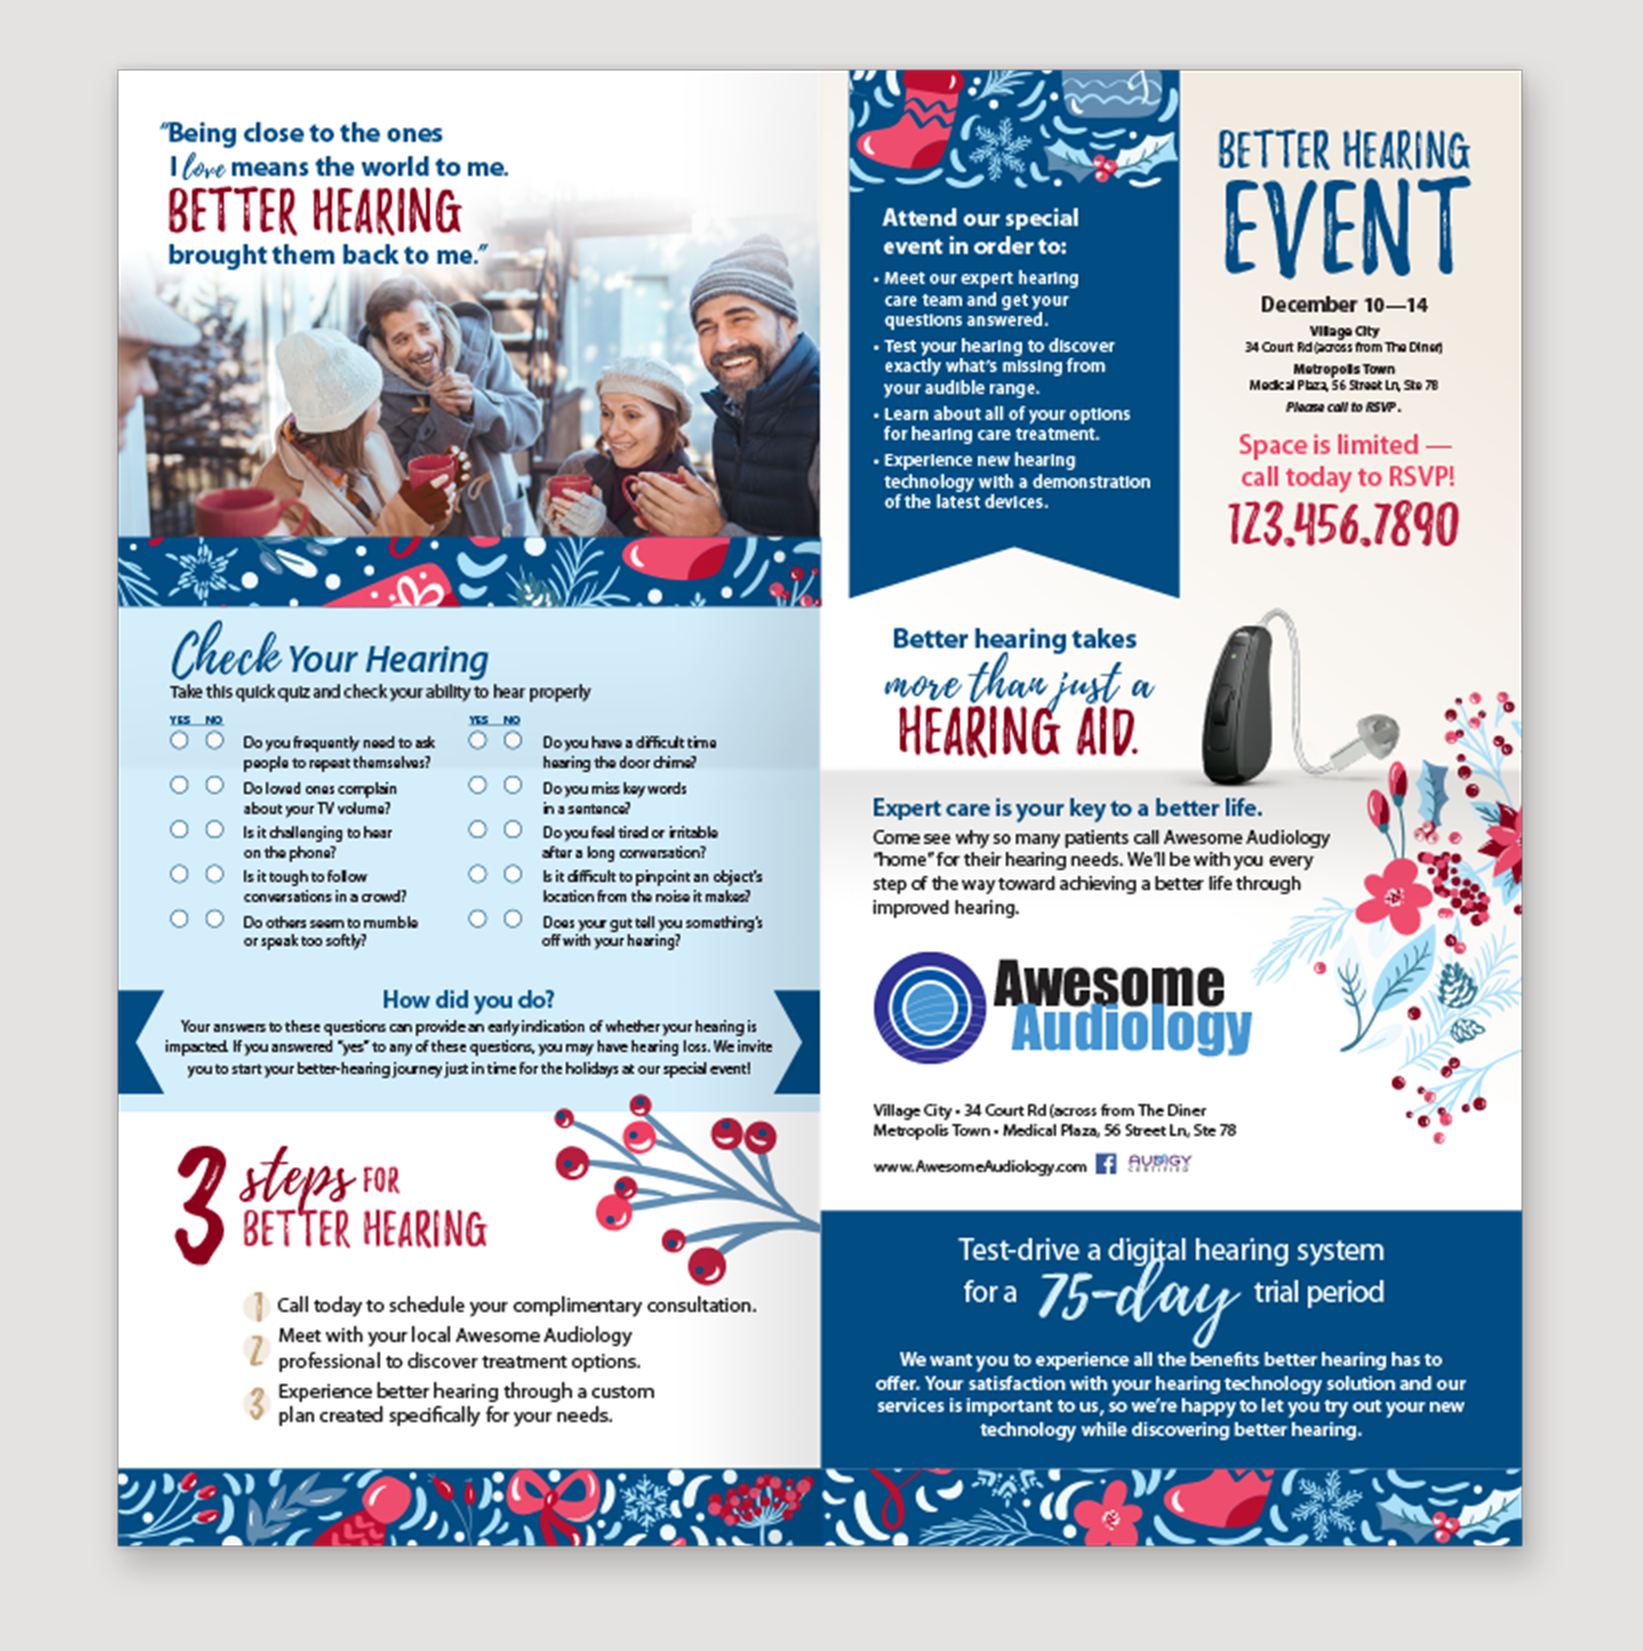 “Being close to the ones
I love means the world to me.
BETTER HEARING
brought them back to me.”
Check Your Hearing
Take this quick quiz and check your ability to hear properly
YES NO
Do you frequently need to ask
people to repeat themselves?
Do loved ones complain
about your TV volume?
Is it challenging to hear
on the phone?
Is it tough to follow
conversations in a crowd?
Do others seem to mumble
or speak too softly?
YES NO
Do you have a difficult time
hearing the door chime?
Do you miss key words
in a sentence?
Do you feel tired or irritable
after a long conversation?
Is it difficult to pinpoint an object's
location from the noise it makes?
Does your gut tell you something's
off with your hearing?
How did you do?
Your answers to these questions can provide an early indication of whether your hearing is
impacted. If you answered “yes” to any of these questions, you may have hearing loss. We invite
you to start your better-hearing journey just in time for the holidays at our special event!
3 steps FOR
BETTER HEARING
1 Call today to schedule your complimentary consultation.
2 Meet with your local Awesome Audiology
professional to discover treatment options.
3 Experience better hearing through a custom
plan created specifically for your needs.
Attend our special
event in order to:
• Meet our expert hearing
care team and get your
questions answered.
• Test your hearing to discover
exactly what's missing from
your audible range.
• Learn about all of your options
for hearing care treatment.
• Experience new hearing
technology with a demonstration
of the latest devices.
BETTER HEARING
EVENT
December 10—14
Village City
34 Court Rd (across from The Diner)
Metropolis Town
Medical Plaza, 56 Street Ln, Ste 78
Please call to RSVP.
Space is limited —
call today to RSVP!
123.456.7890
Better hearing takes
more than just a
HEARING AID.
Expert care is your key to a better life.
Come see why so many patients call Awesome Audiology
“home” for their hearing needs. We'll be with you every
step of the way toward achieving a better life through
improved hearing.
Awesome
Audiology
Village City • 34 Court Rd (across from The Diner
Metropolis Town • Medical Plaza, 56 Street Ln, Ste 78
www.AwesomeAudiology.com f AUDIGY
CERTIFIED
Test-drive a digital hearing system
for a 75-day trial period
We want you to experience all the benefits better hearing has to
offer. Your satisfaction with your hearing technology solution and our
services is important to us, so we're happy to let you try out your new
technology while discovering better hearing.